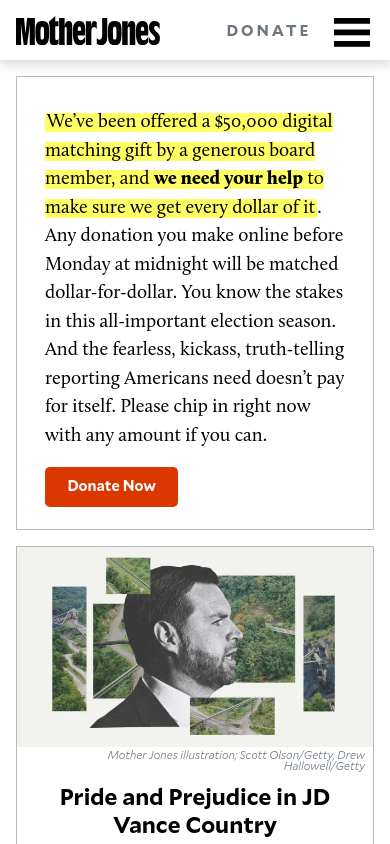 Mother Jones
DONATE
We've been offered a $50,000 digital
matching gift by a generous board
member, and we need your help to
make sure we get every dollar of it.
Any donation you make online before
Monday at midnight will be matched
dollar-for-dollar. You know the stakes
in this all-important election season.
And the fearless, kickass, truth-telling
reporting Americans need doesn't pay
for itself. Please chip in right now
with any amount if you can.
Donate Now
Mother Jones illustration; Scott Olson/Getty, Drew
Hallowell/Getty
Pride and Prejudice in JD
Vance Country